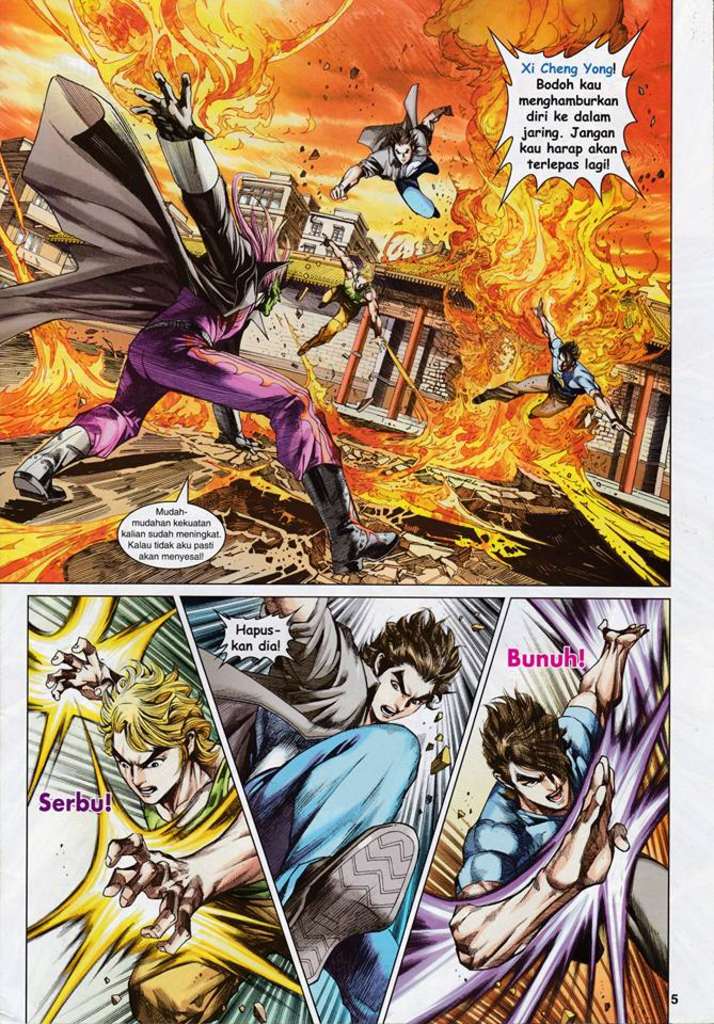 Xi Cheng Yong!
Bodoh kau
menghamburkan
diri ke dalam
jaring. Jangan
kau harap akan
terlepas lagi!
Mudah-
mudahan kekuatan
kalian sudah meningkat.
Kalau tidak aku pasti
akan menyesal!
Serbu!
Hapus-
kan dia!
Bunuh!
5